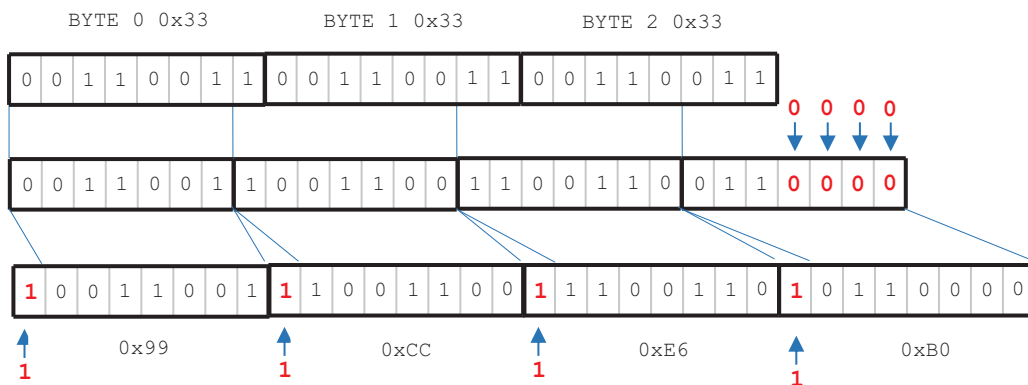 BYTE 0 0x33 BYTE 1 0x33 BYTE 2 0x33
0 0 1 1 0 0 1 1 0 0 1 1 0 0 1 1 0 0 1 1 0 0 1 1
0 0 0 0
0 0 1 1 0 0 1 1 0 0 1 1 0 0 1 1 0 0 1 1 0 0 1 1 0 0 0 0
1 0 0 1 1 0 0 1 1 1 0 0 1 1 0 0 1 1 1 0 0 1 1 0 1 0 1 1 0 0 0 0
0x99 0xCC 0xE6 0xB0
1 1 1 1